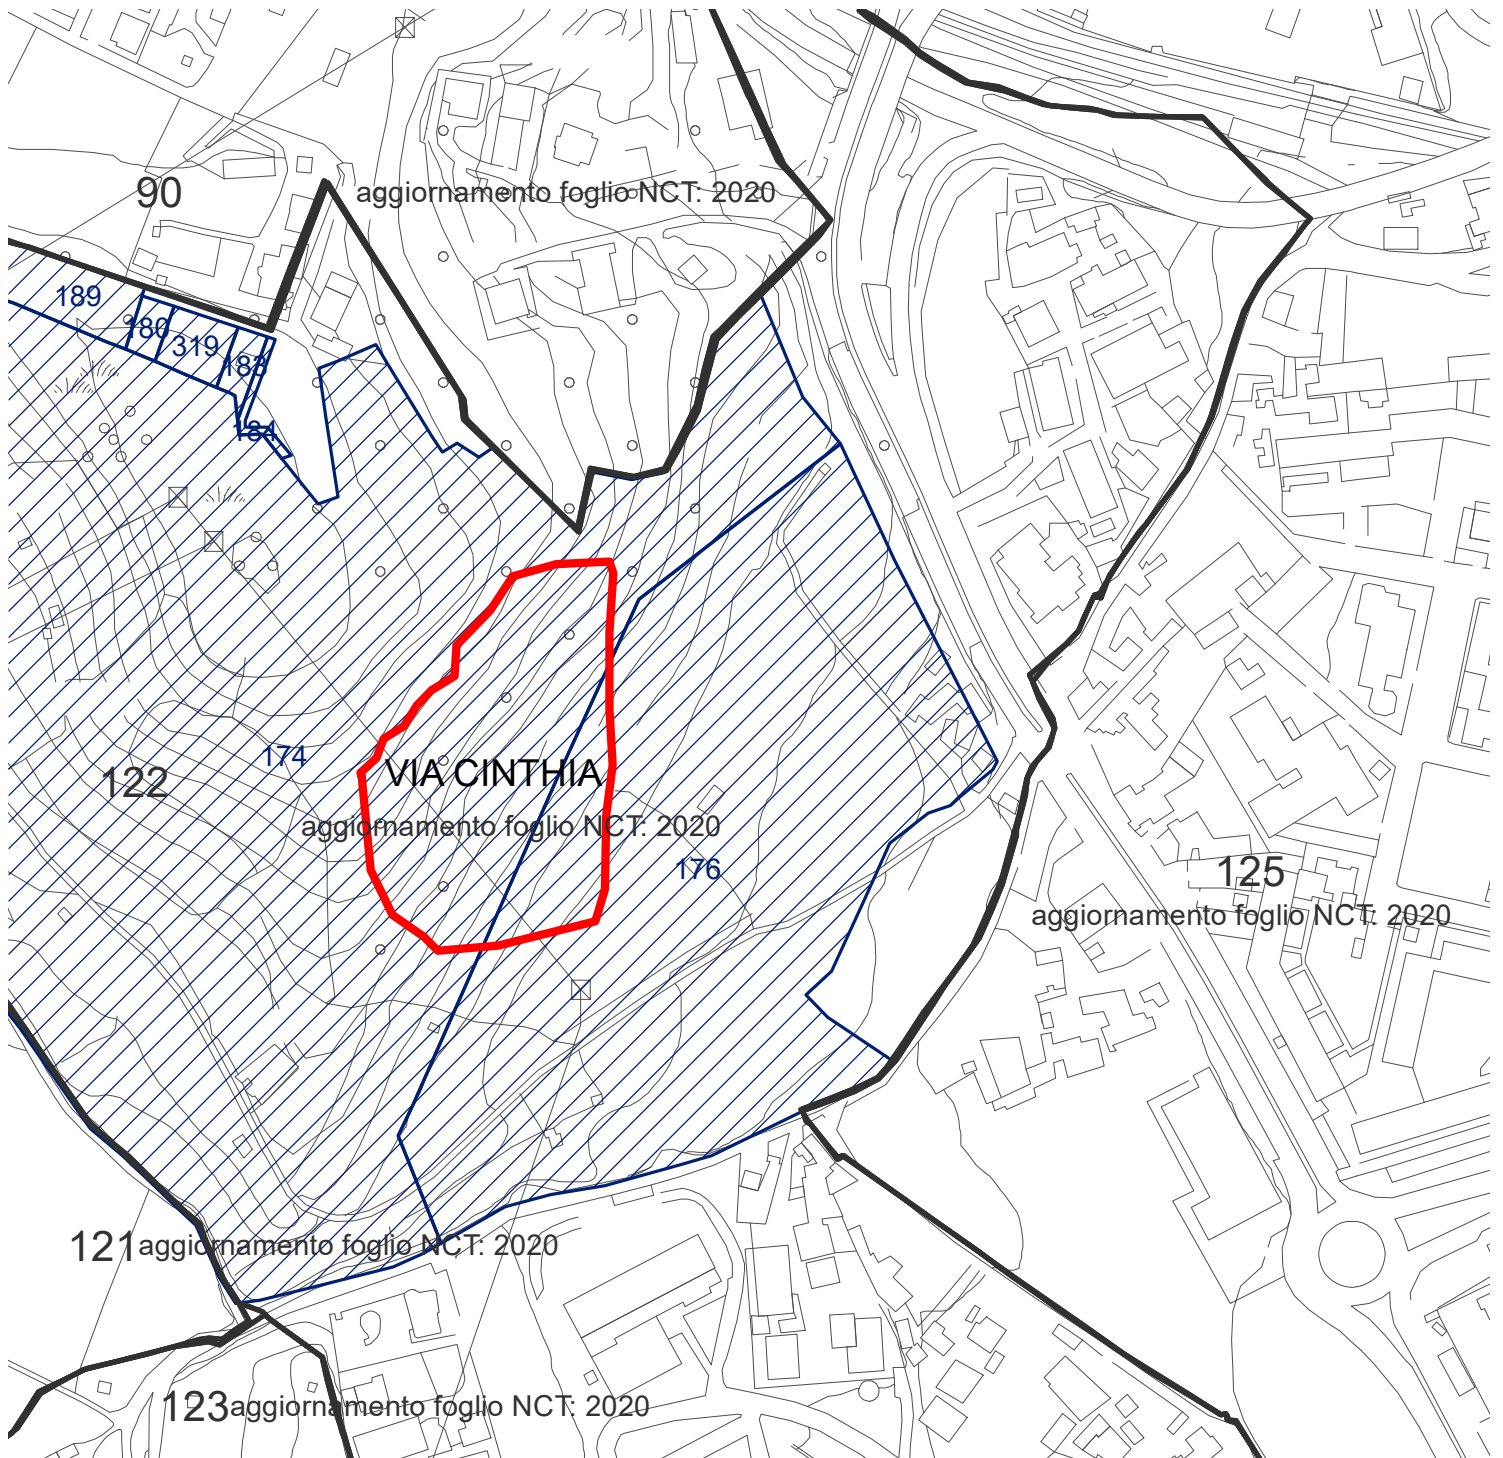 90
aggiornamento foglio NCT: 2020
189
180
319
183
184
174
VIA CINTHIA
122
aggiornamento foglio NCT: 2020
176
125
aggiornamento foglio NCT: 2020
121 aggiornamento foglio NCT: 2020
123 aggiornamento foglio NCT: 2020